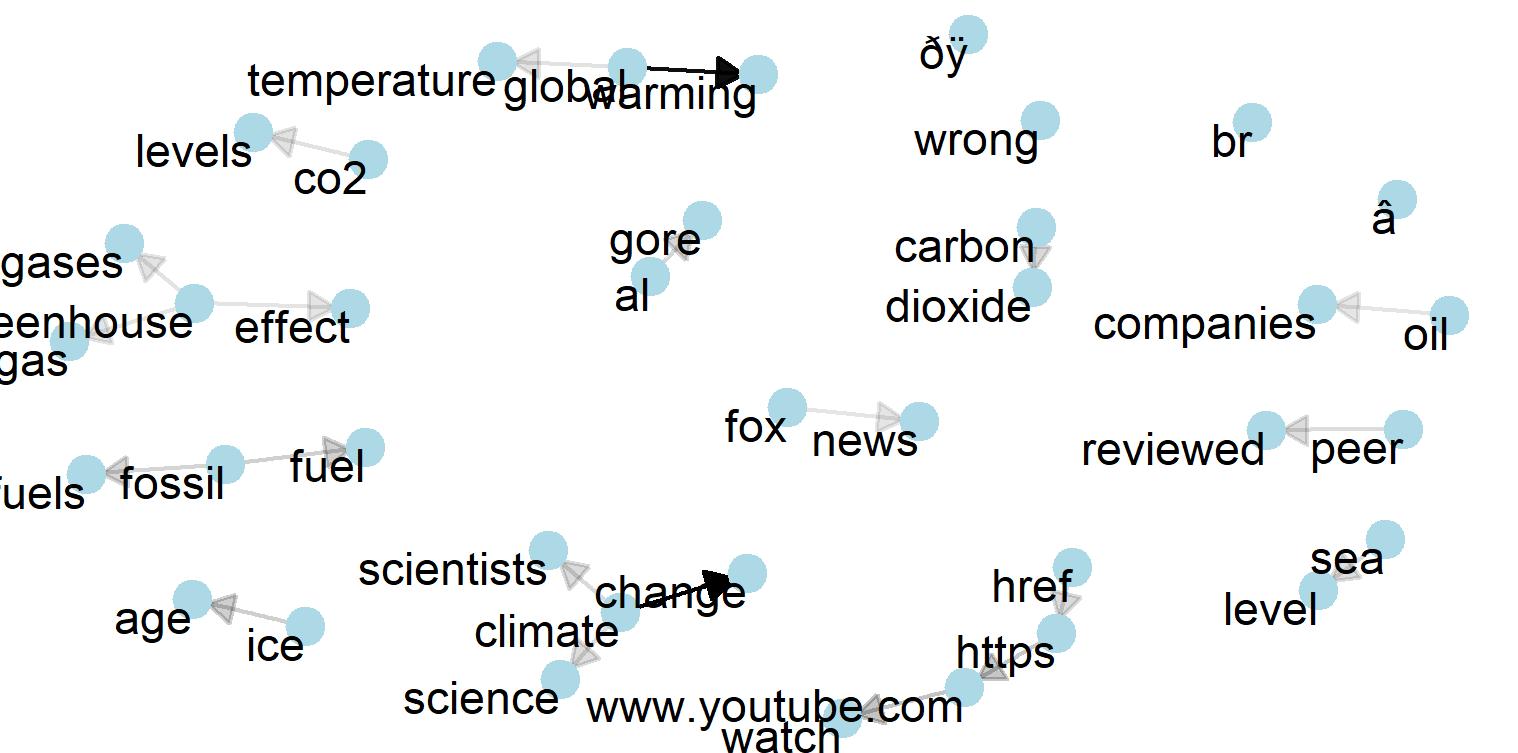 ðÿ
temperature
global
warming
wrong
br
levels
co2
â
gore
carbon
gases
al
dioxide
eenhouse
effect
companies
oil
gas
fox
news
reviewed
peer
fuel
fossil
fuels
scientists
sea
change
href
level
age
climate
ice
https
science
www.youtube.com
watch